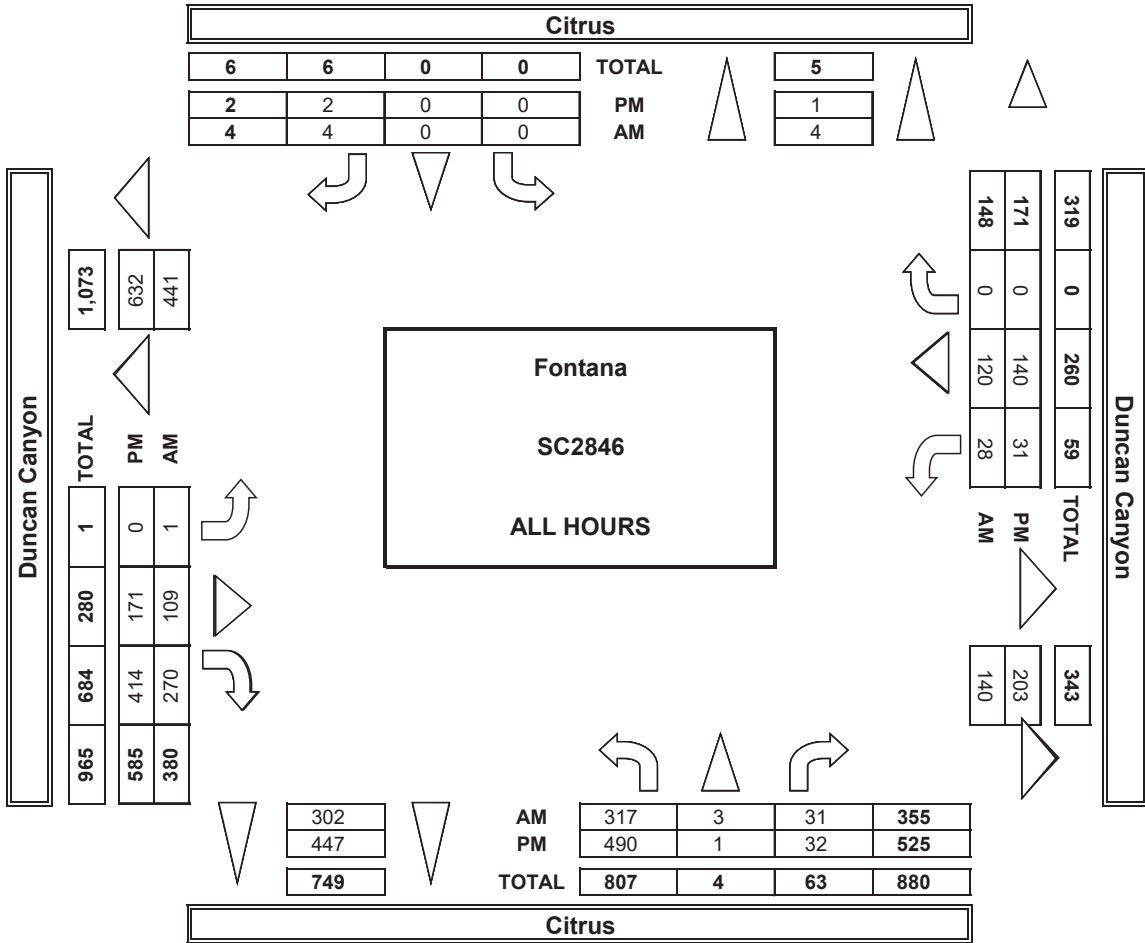 Citrus
6 6 0 0 TOTAL 5
2 2 0 0 PM 1
4 4 0 0 AM 4
Duncan Canyon
1,073
632
441
TOTAL PM AM
1 0 1
280 171 109
684 414 270
965 585 380
Fontana
SC2846
ALL HOURS
148 171 319
0 0 0
120 140 260
28 31 59
AM PM TOTAL
140 203 343
Duncan Canyon
302 AM 317 3 31 355
447 PM 490 1 32 525
749 TOTAL 807 4 63 880
Citrus